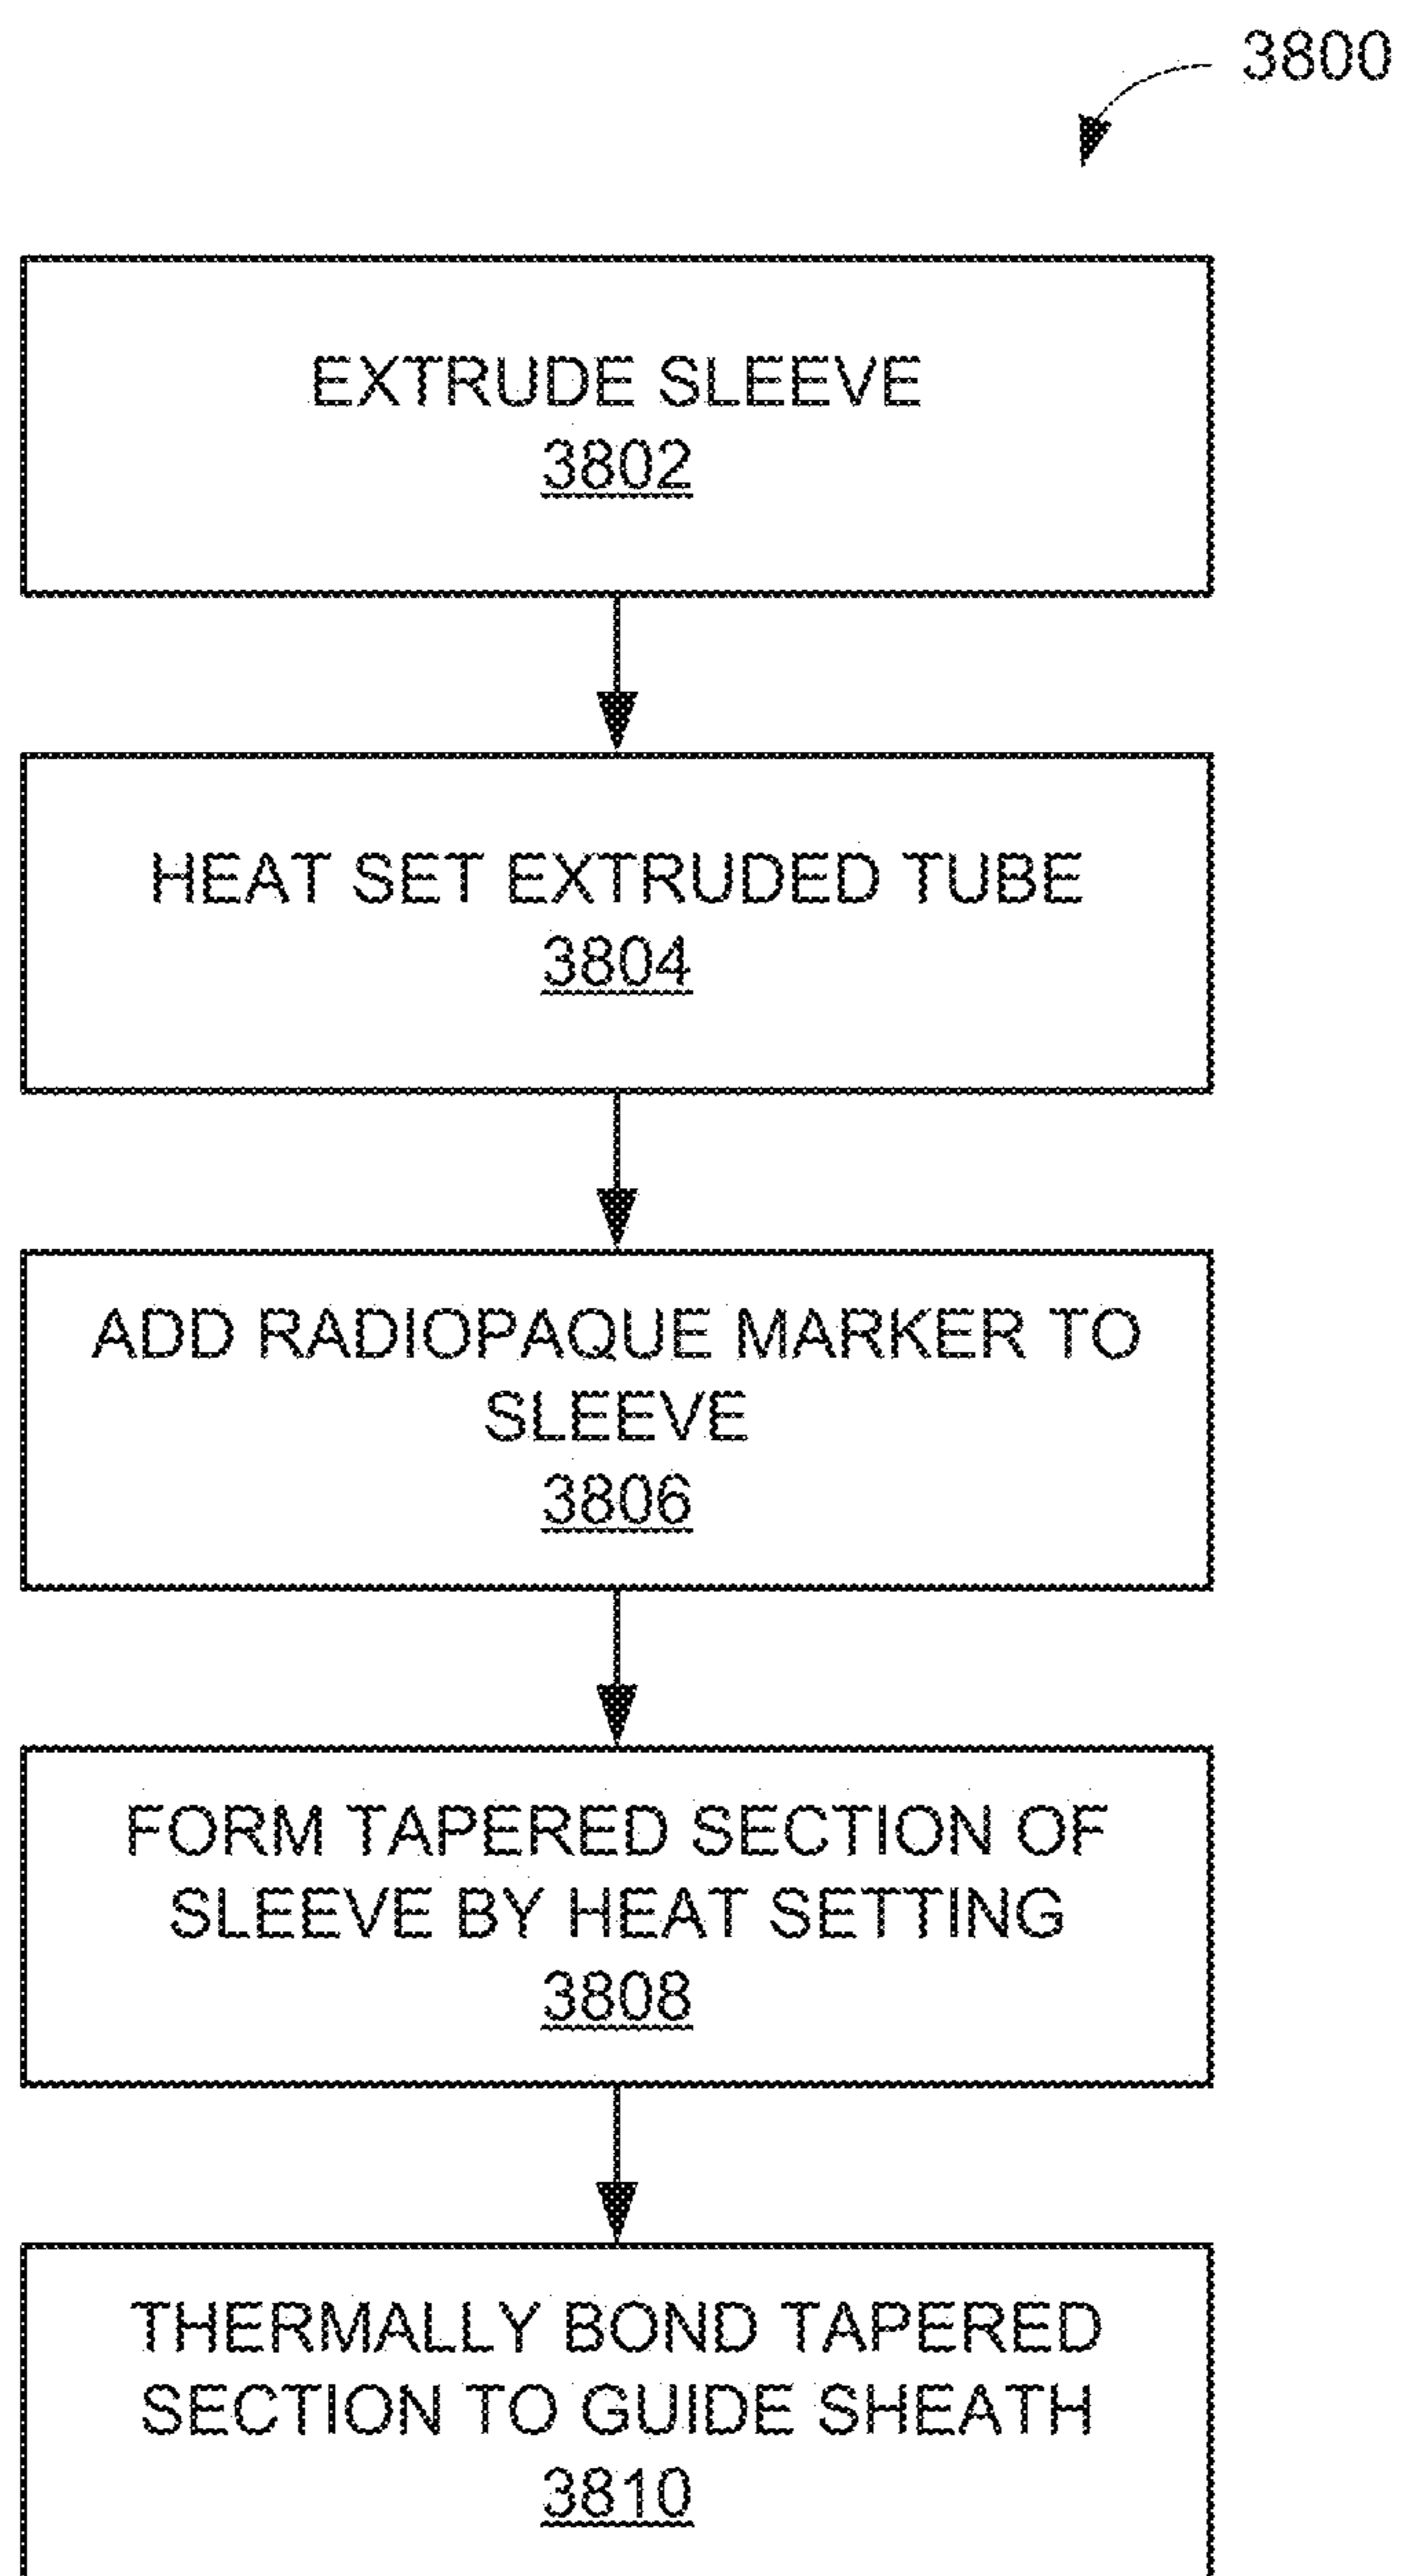 3800
EXTRUDE SLEEVE
3802
HEAT SET EXTRUDED TUBE
3804
ADD RADIOPAQUE MARKER TO
SLEEVE
3806
FORM TAPERED SECTION OF
SLEEVE BY HEAT SETTING
3808
THERMALLY BOND TAPERED
SECTION TO GUIDE SHEATH
3810